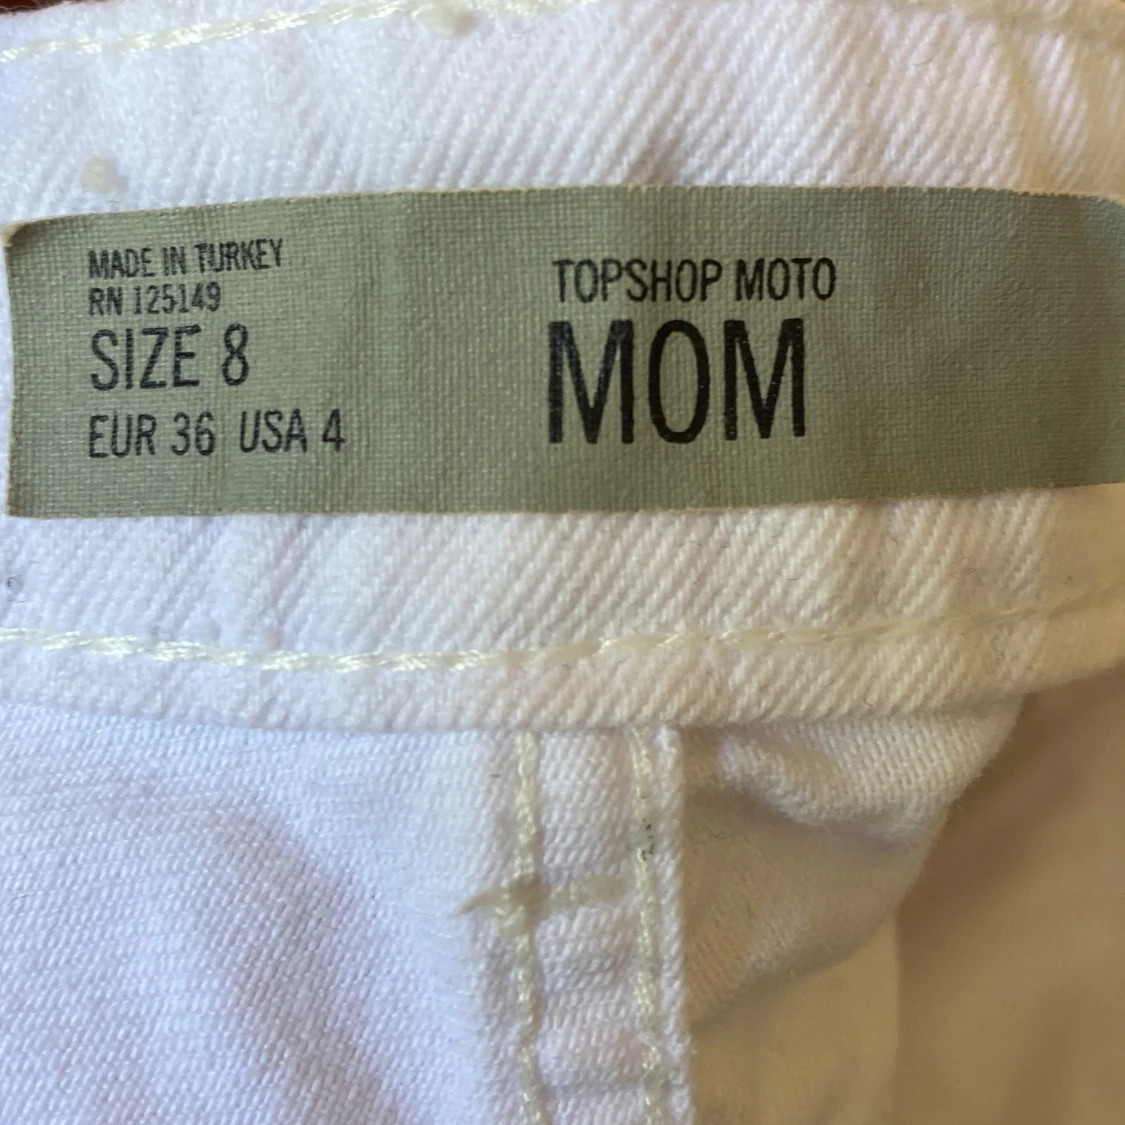 MADE IN TURKEY
RN 125149
SIZE 8
EUR 36 USA 4
TOPSHOP MOTO
MOM